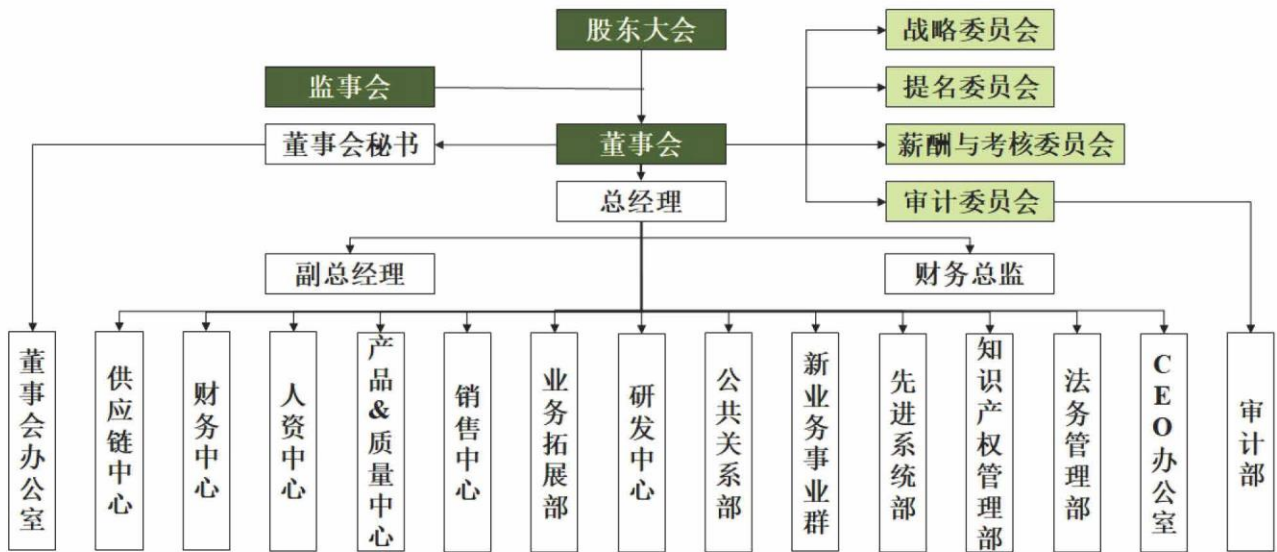 股东大会
战略委员会
监事会
提名委员会
董事会秘书
董事会
薪酬与考核委员会
总经理
审计委员会
副总经理
财务总监
董事会办公室
供应链中心
财务中心
人资中心
产品&质量中心
销售中心
业务拓展部
研发中心
公共关系部
新业务事业群
先进系统部
知识产权管理部
法务管理部
CEO办公室
审计部